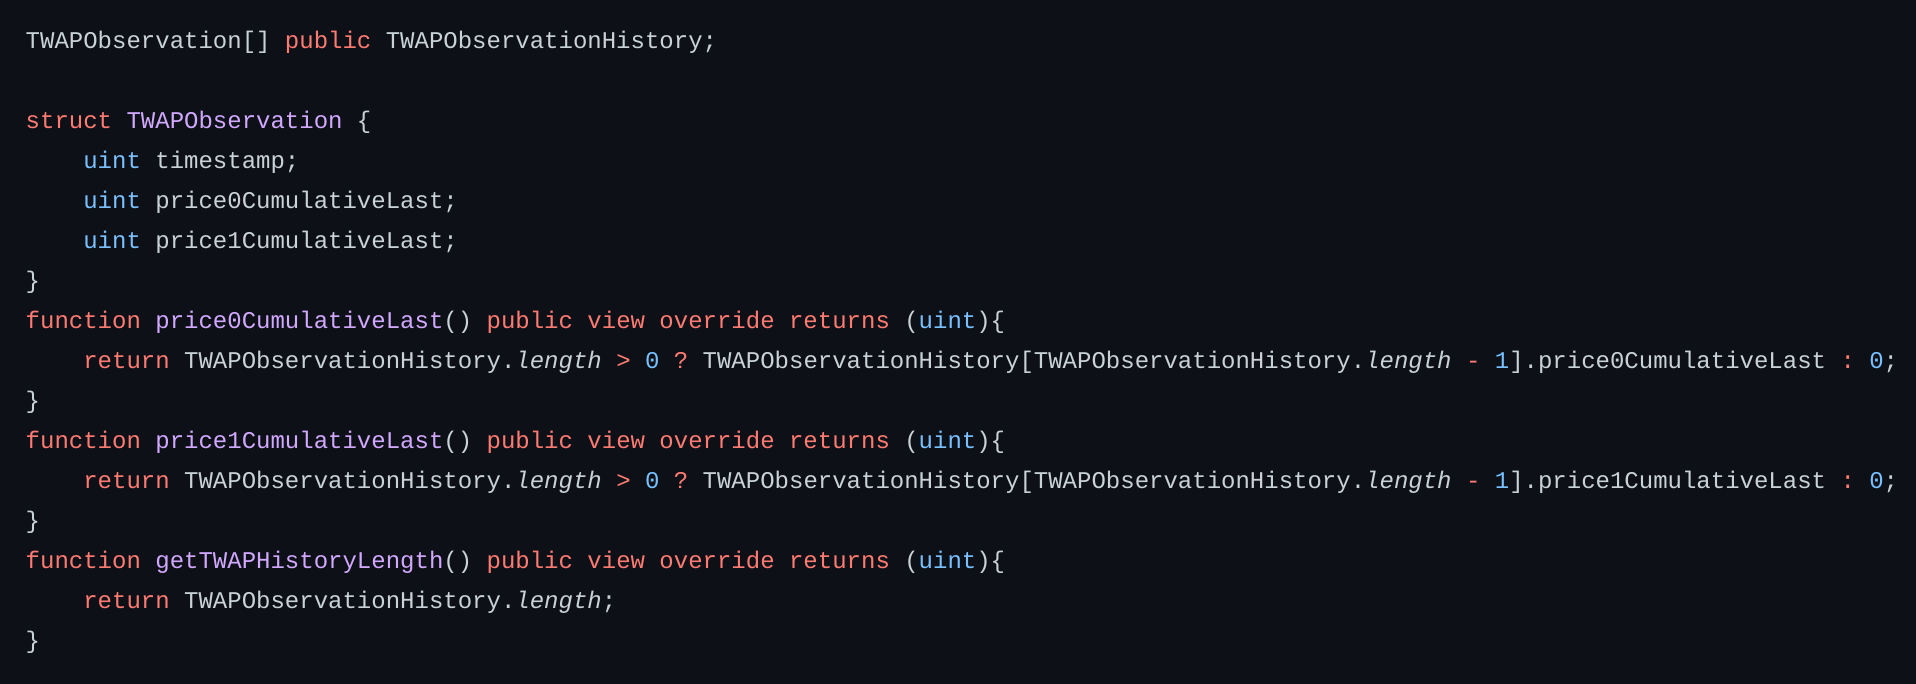 TWAPObservation[] public TWAPObservationHistory;
struct TWAPObservation {
    uint timestamp;
    uint price0CumulativeLast;
    uint price1CumulativeLast;
}
function price0CumulativeLast() public view override returns (uint){
    return TWAPObservationHistory.length > 0 ? TWAPObservationHistory[TWAPObservationHistory.length - 1].price0CumulativeLast : 0;
}
function price1CumulativeLast() public view override returns (uint){
    return TWAPObservationHistory.length > 0 ? TWAPObservationHistory[TWAPObservationHistory.length - 1].price1CumulativeLast : 0;
}
function getTWAPHistoryLength() public view override returns (uint){
    return TWAPObservationHistory.length;
}